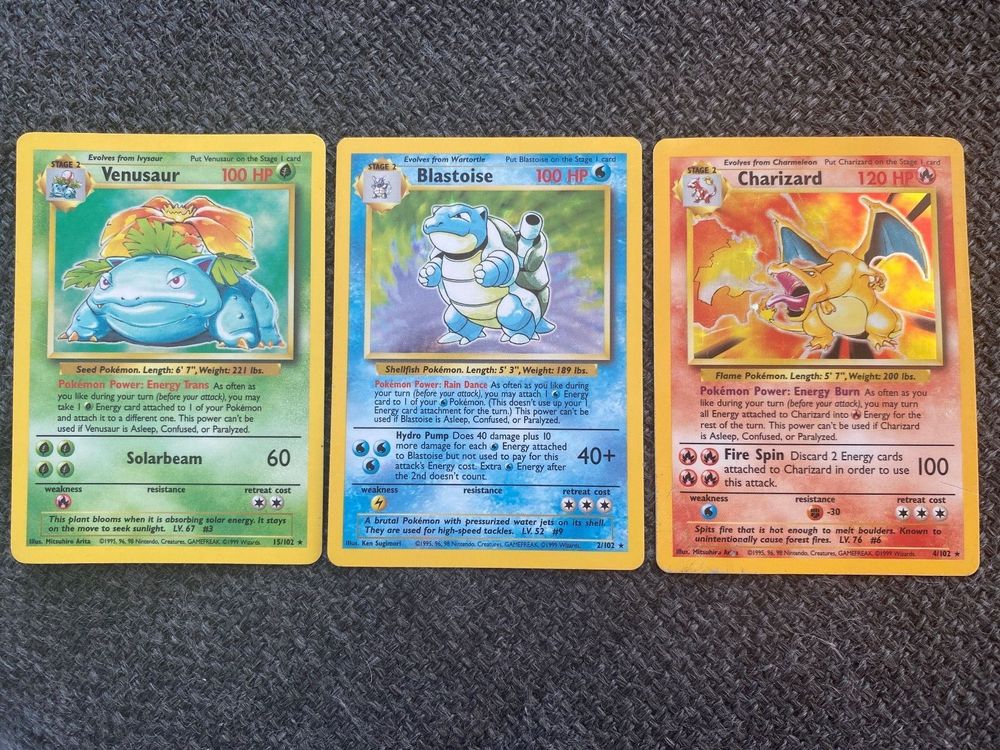 Evolves from Ivysaur Put Venusaur on the Stage 1 card
STAGE 2
Venusaur 100 HP
Seed Pokémon. Length: 6' 7", Weight: 221 lbs.
Pokémon Power: Energy Trans As often as
like during your turn (before your attack), you may
take 1 Energy card attached to 1 of your Pokémon
and attach it to a different one. This power can't be
used if Venusaur is Asleep, Confused, or Paralyzed.
Solarbeam 60
weakness resistance retreat cost
This plant blooms when it is absorbing solar energy. It stays
on the move to seek sunlight. LV. 67 #3
Illus. Mitsuhiro Arita ©1995, 96, 98 Nintendo, Creatures, GAMEFREAK. ©1999 Wizards. 15/102 ★
Evolves from Wartortle Put Blastoise on the Stage 1 card
STAGE 2
Blastoise 100 HP
Shellfish Pokémon. Length: 5' 3", Weight: 189 lbs.
Pokémon Power: Rain Dance As often as you like during
your turn (before your attack), you may attach 1 Energy
card to 1 of your Pokémon. (This doesn't use up your 1
Energy card attachment for the turn.) This power can't be
used if Blastoise is Asleep, Confused, or Paralyzed.
Hydro Pump Does 40 damage plus 10
more damage for each Energy attached
to Blastoise but not used to pay for this
attack's Energy cost. Extra Energy after
the 2nd doesn't count.
40+
weakness resistance retreat cost
A brutal Pokémon with pressurized water jets on its shell.
They are used for high-speed tackles. LV. 52 #9
Illus. Ken Sugimori ©1995, 96, 98 Nintendo, Creatures, GAMEFREAK. ©1999 Wizards. 2/102 ★
Evolves from Charmeleon Put Charizard on the Stage 1 card
STAGE 2
Charizard 120 HP
Flame Pokémon. Length: 5' 7", Weight: 200 lbs.
Pokémon Power: Energy Burn As often as you
like during your turn (before your attack), you may turn
all Energy attached to Charizard into Energy for the
rest of the turn. This power can't be used if Charizard
is Asleep, Confused, or Paralyzed.
Fire Spin Discard 2 Energy cards
attached to Charizard in order to use
this attack.
100
weakness resistance retreat cost
-30
Spits fire that is hot enough to melt boulders. Known to
unintentionally cause forest fires. LV. 76 #6
Illus. Mitsuhiro Arita ©1995, 96, 98 Nintendo, Creatures, GAMEFREAK. ©1999 Wizards. 4/102 ★